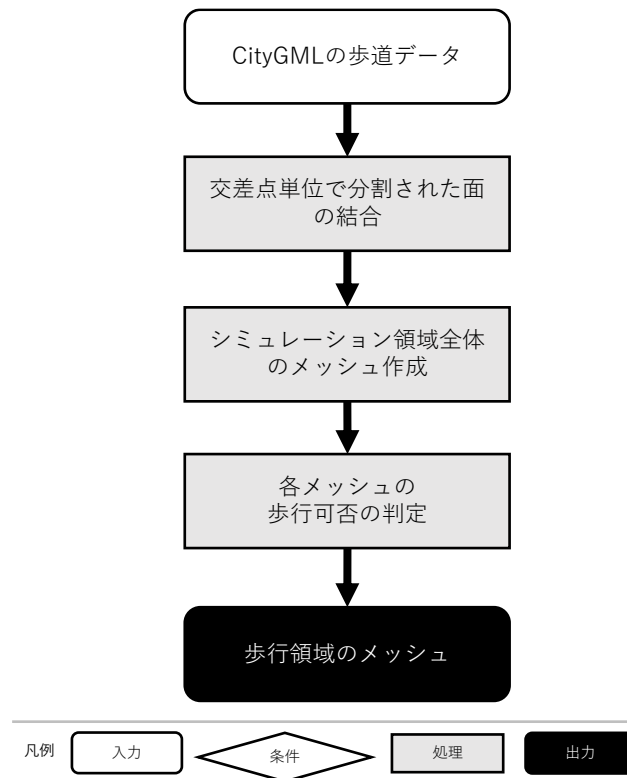 CityGMLの歩道データ
交差点単位で分割された面
の結合
シミュレーション領域全体
のメッシュ作成
各メッシュの
歩行可否の判定
歩行領域のメッシュ
凡例
入力
条件
処理
出力